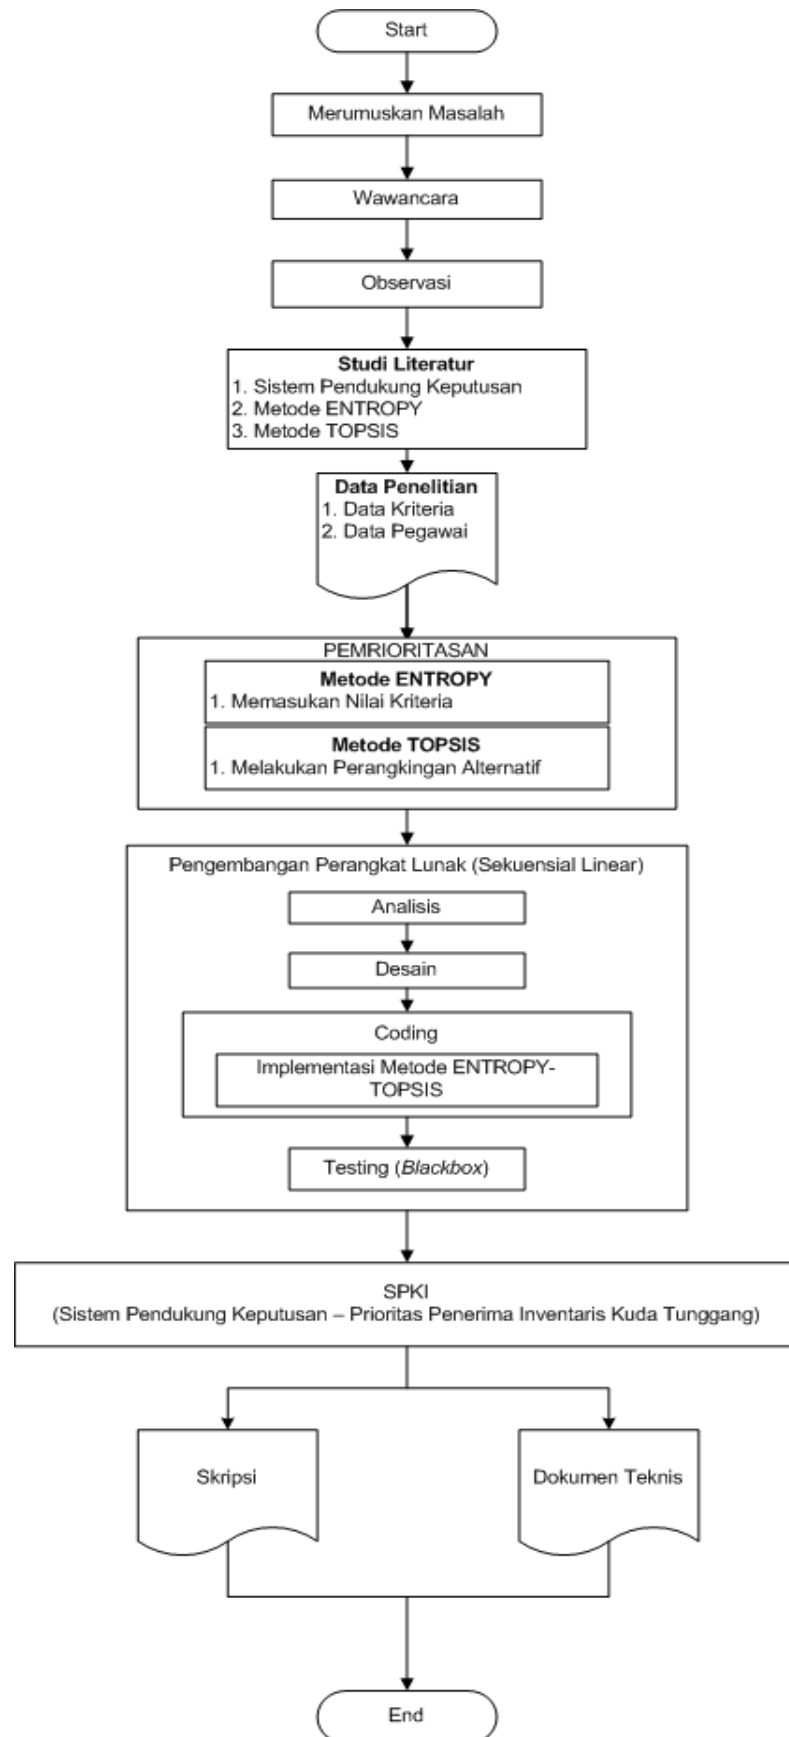 Start
Merumuskan Masalah
Wawancara
Observasi
Studi Literatur
1. Sistem Pendukung Keputusan
2. Metode ENTROPY
3. Metode TOPSIS
Data Penelitian
1. Data Kriteria
2. Data Pegawai
PEMRIORITASAN
Metode ENTROPY
1. Memasukan Nilai Kriteria
Metode TOPSIS
1. Melakukan Perangkingan Alternatif
Pengembangan Perangkat Lunak (Sekuensial Linear)
Analisis
Desain
Coding
Implementasi Metode ENTROPY-
TOPSIS
Testing (Blackbox)
SPKI
(Sistem Pendukung Keputusan – Prioritas Penerima Inventaris Kuda Tunggang)
Skripsi
Dokumen Teknis
End